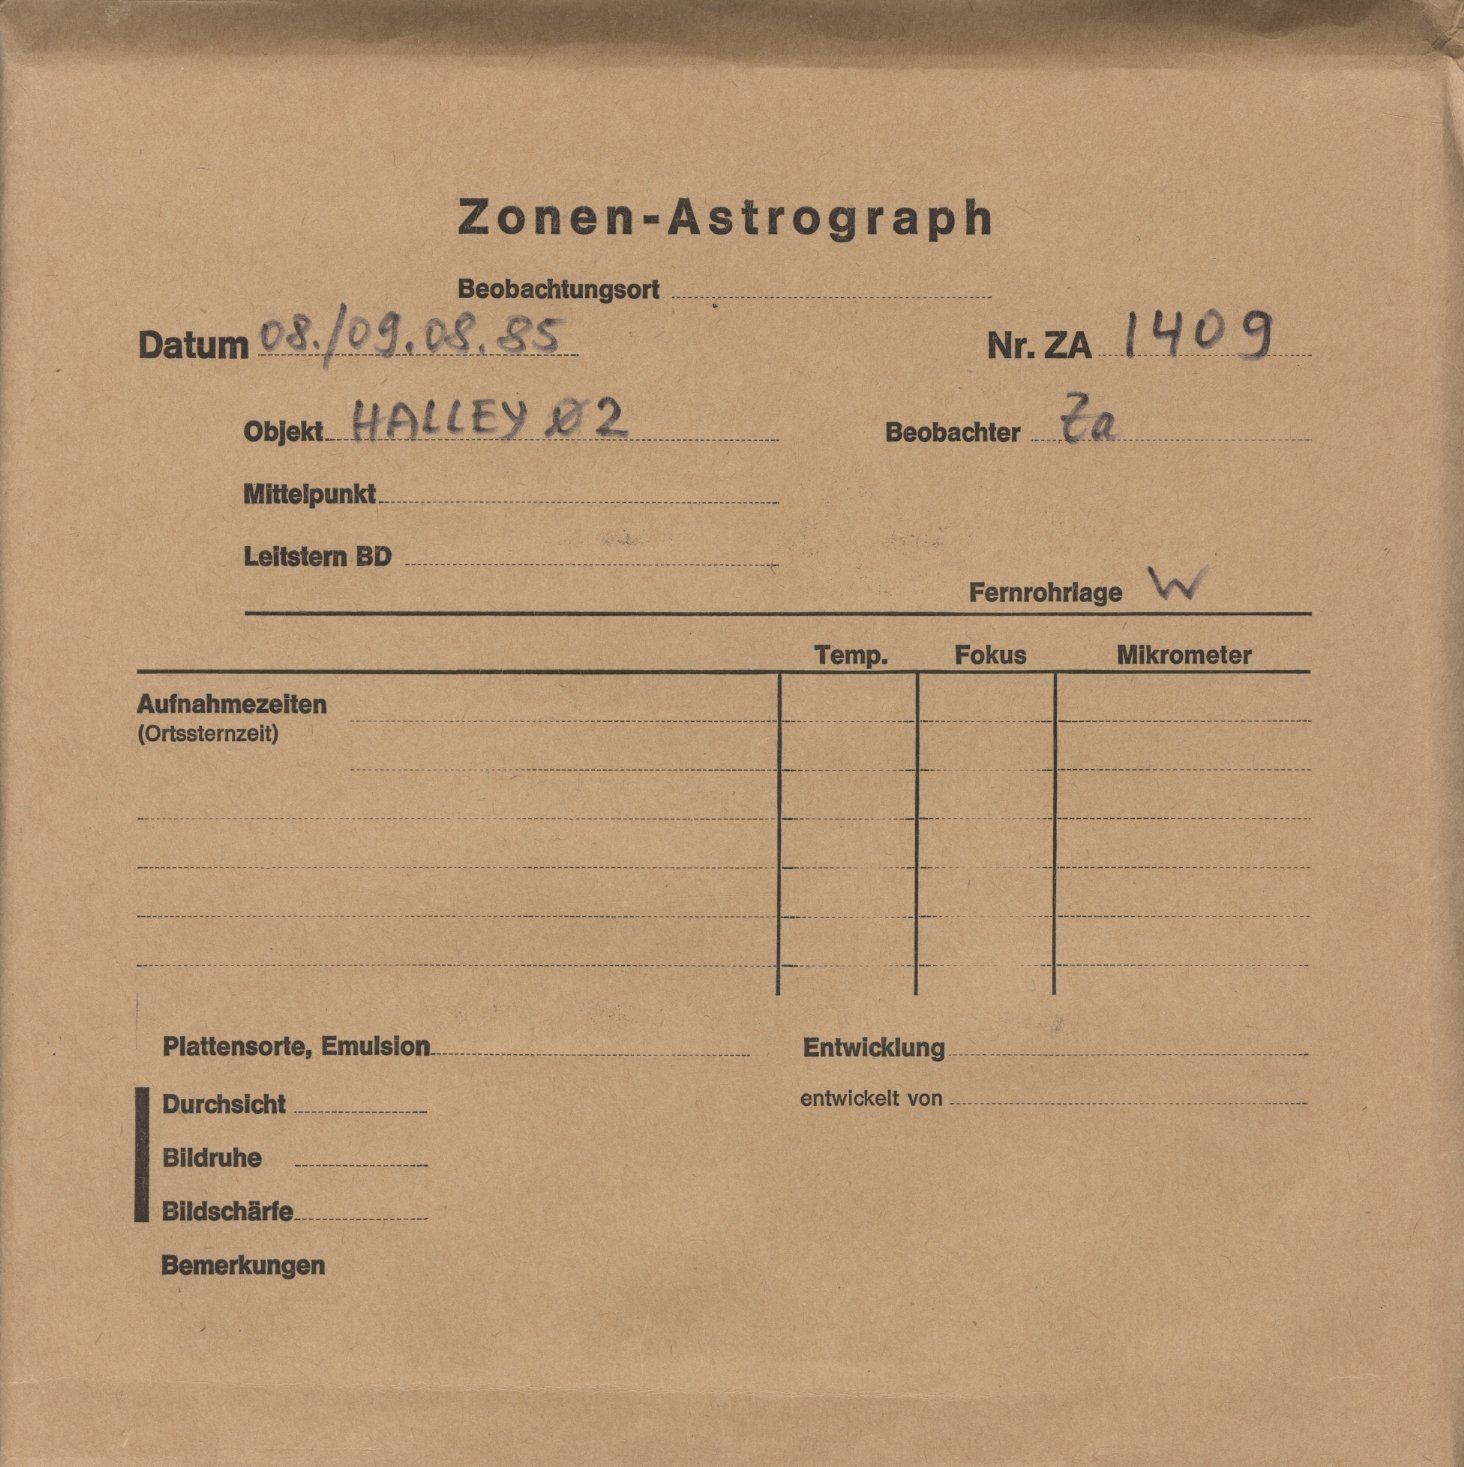 Zonen-Astrograph
Beobachtungsort
Datum 08./09.08.85 Nr. ZA 1409
Objekt HALLEY Ø2 Beobachter Za
Mittelpunkt
Leitstern BD
Fernrohrlage W
Temp. Fokus Mikrometer
Aufnahmezeiten
(Ortssternzeit)
Plattensorte, Emulsion Entwicklung
Durchsicht entwickelt von
Bildruhe
Bildschärfe
Bemerkungen